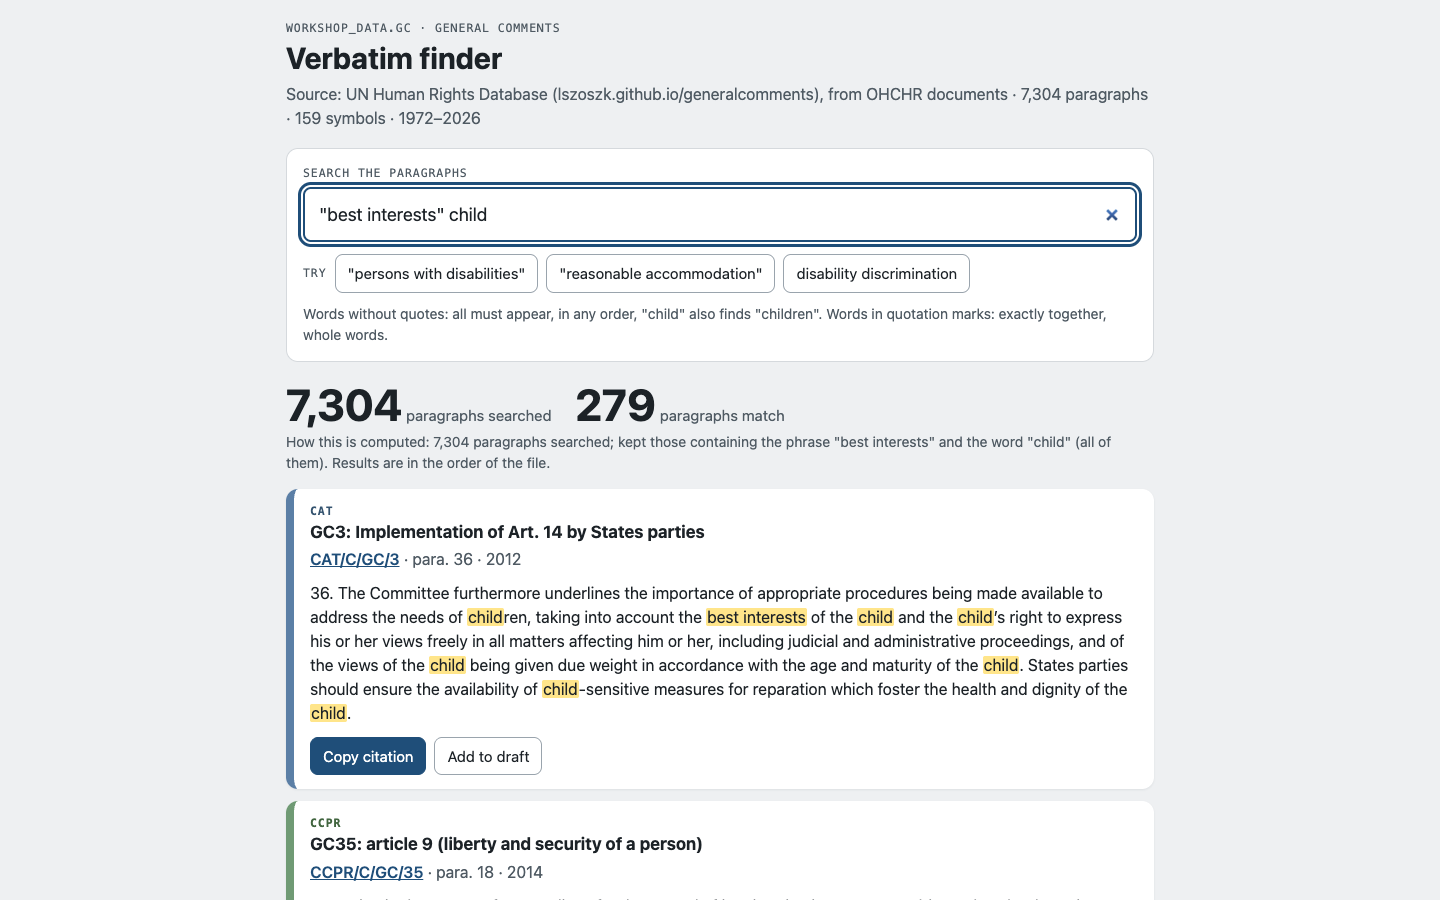 WORKSHOP_DATA.GC · GENERAL COMMENTS
Verbatim finder
Source: UN Human Rights Database (lszoszk.github.io/generalcomments), from OHCHR documents · 7,304 paragraphs
· 159 symbols · 1972–2026
SEARCH THE PARAGRAPHS
"best interests" child
×
TRY "persons with disabilities" "reasonable accommodation" disability discrimination
Words without quotes: all must appear, in any order, "child" also finds "children". Words in quotation marks: exactly together,
whole words.
7,304 paragraphs searched 279 paragraphs match
How this is computed: 7,304 paragraphs searched; kept those containing the phrase "best interests" and the word "child" (all of
them). Results are in the order of the file.
CAT
GC3: Implementation of Art. 14 by States parties
CAT/C/GC/3 · para. 36 · 2012
36. The Committee furthermore underlines the importance of appropriate procedures being made available to
address the needs of children, taking into account the best interests of the child and the child’s right to express
his or her views freely in all matters affecting him or her, including judicial and administrative proceedings, and of
the views of the child being given due weight in accordance with the age and maturity of the child. States parties
should ensure the availability of child-sensitive measures for reparation which foster the health and dignity of the
child.
Copy citation Add to draft
CCPR
GC35: article 9 (liberty and security of a person)
CCPR/C/GC/35 · para. 18 · 2014